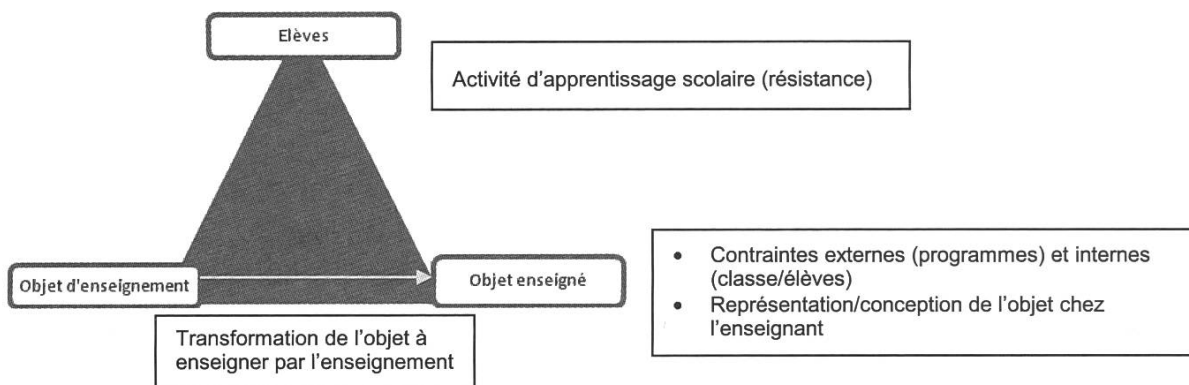 Elèves
Activité d'apprentissage scolaire (résistance)
Objet d'enseignement
Objet enseigné
• Contraintes externes (programmes) et internes
(classe/élèves)
• Représentation/conception de l'objet chez
l'enseignant
Transformation de l'objet à
enseigner par l'enseignement